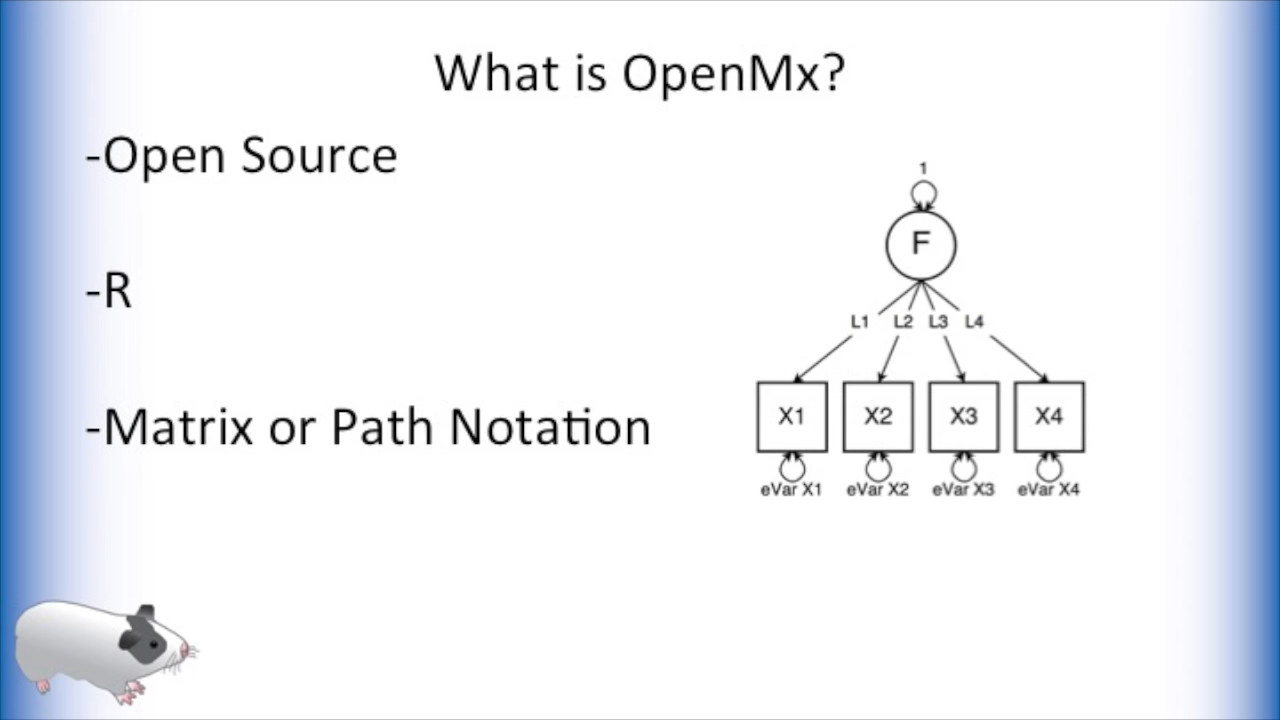 What is OpenMx?
-Open Source
-R
-Matrix or Path Notation
1
F
L1 L2 L3 L4
X1 X2 X3 X4
eVar X1 eVar X2 eVar X3 eVar X4